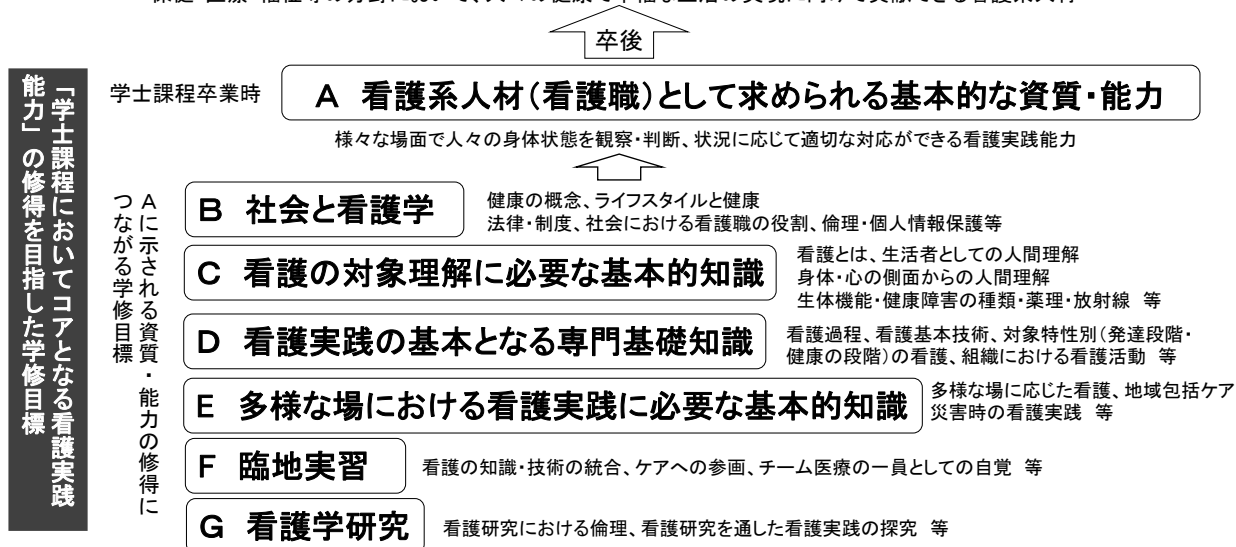 卒後
「学士課程においてコアとなる看護実践
能力」の修得を目指した学修目標
学士課程卒業時
A 看護系人材(看護職)として求められる基本的な資質・能力
様々な場面で人々の身体状態を観察・判断、状況に応じて適切な対応ができる看護実践能力
Aに示される資質・能力の修得に
つながる学修目標
B 社会と看護学
健康の概念、ライフスタイルと健康
法律・制度、社会における看護職の役割、倫理・個人情報保護等
C 看護の対象理解に必要な基本的知識
看護とは、生活者としての人間理解
身体・心の側面からの人間理解
生体機能・健康障害の種類・薬理・放射線 等
D 看護実践の基本となる専門基礎知識
看護過程、看護基本技術、対象特性別(発達段階・
健康の段階)の看護、組織における看護活動 等
E 多様な場における看護実践に必要な基本的知識
多様な場に応じた看護、地域包括ケア
災害時の看護実践 等
F 臨地実習
看護の知識・技術の統合、ケアへの参画、チーム医療の一員としての自覚 等
G 看護学研究
看護研究における倫理、看護研究を通した看護実践の探究 等